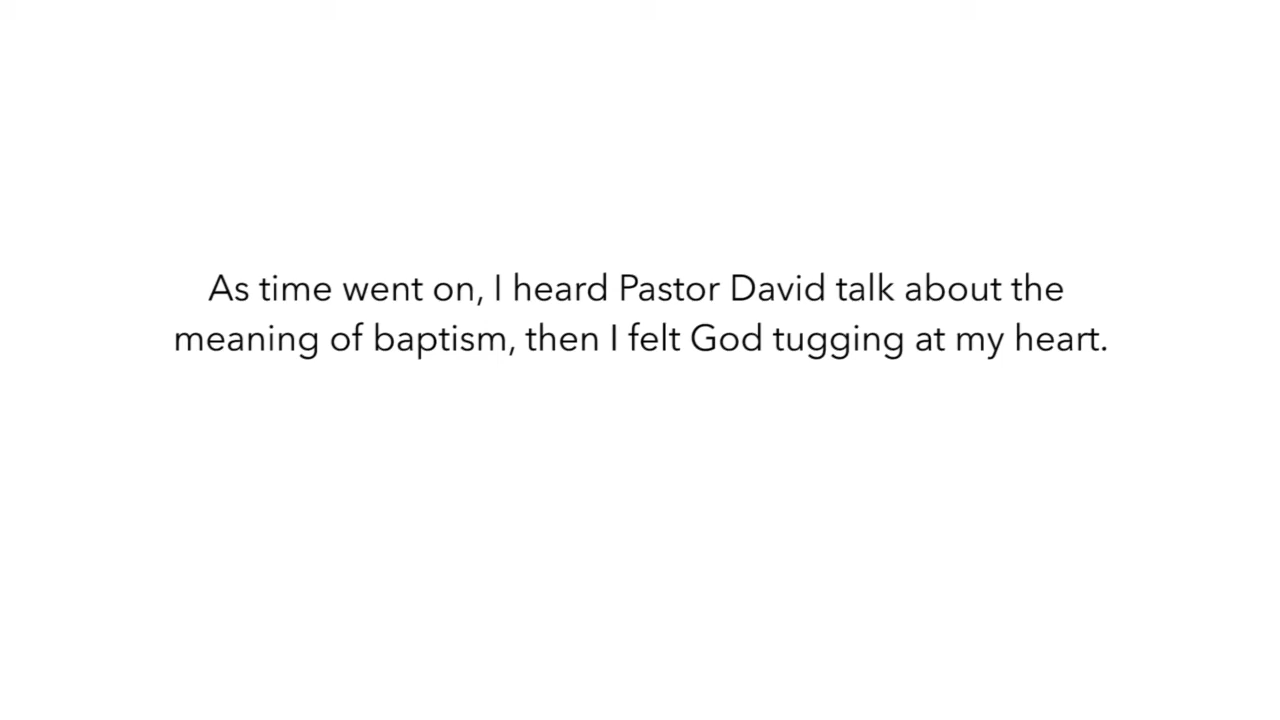 As time went on, I heard Pastor David talk about the
meaning of baptism, then I felt God tugging at my heart.